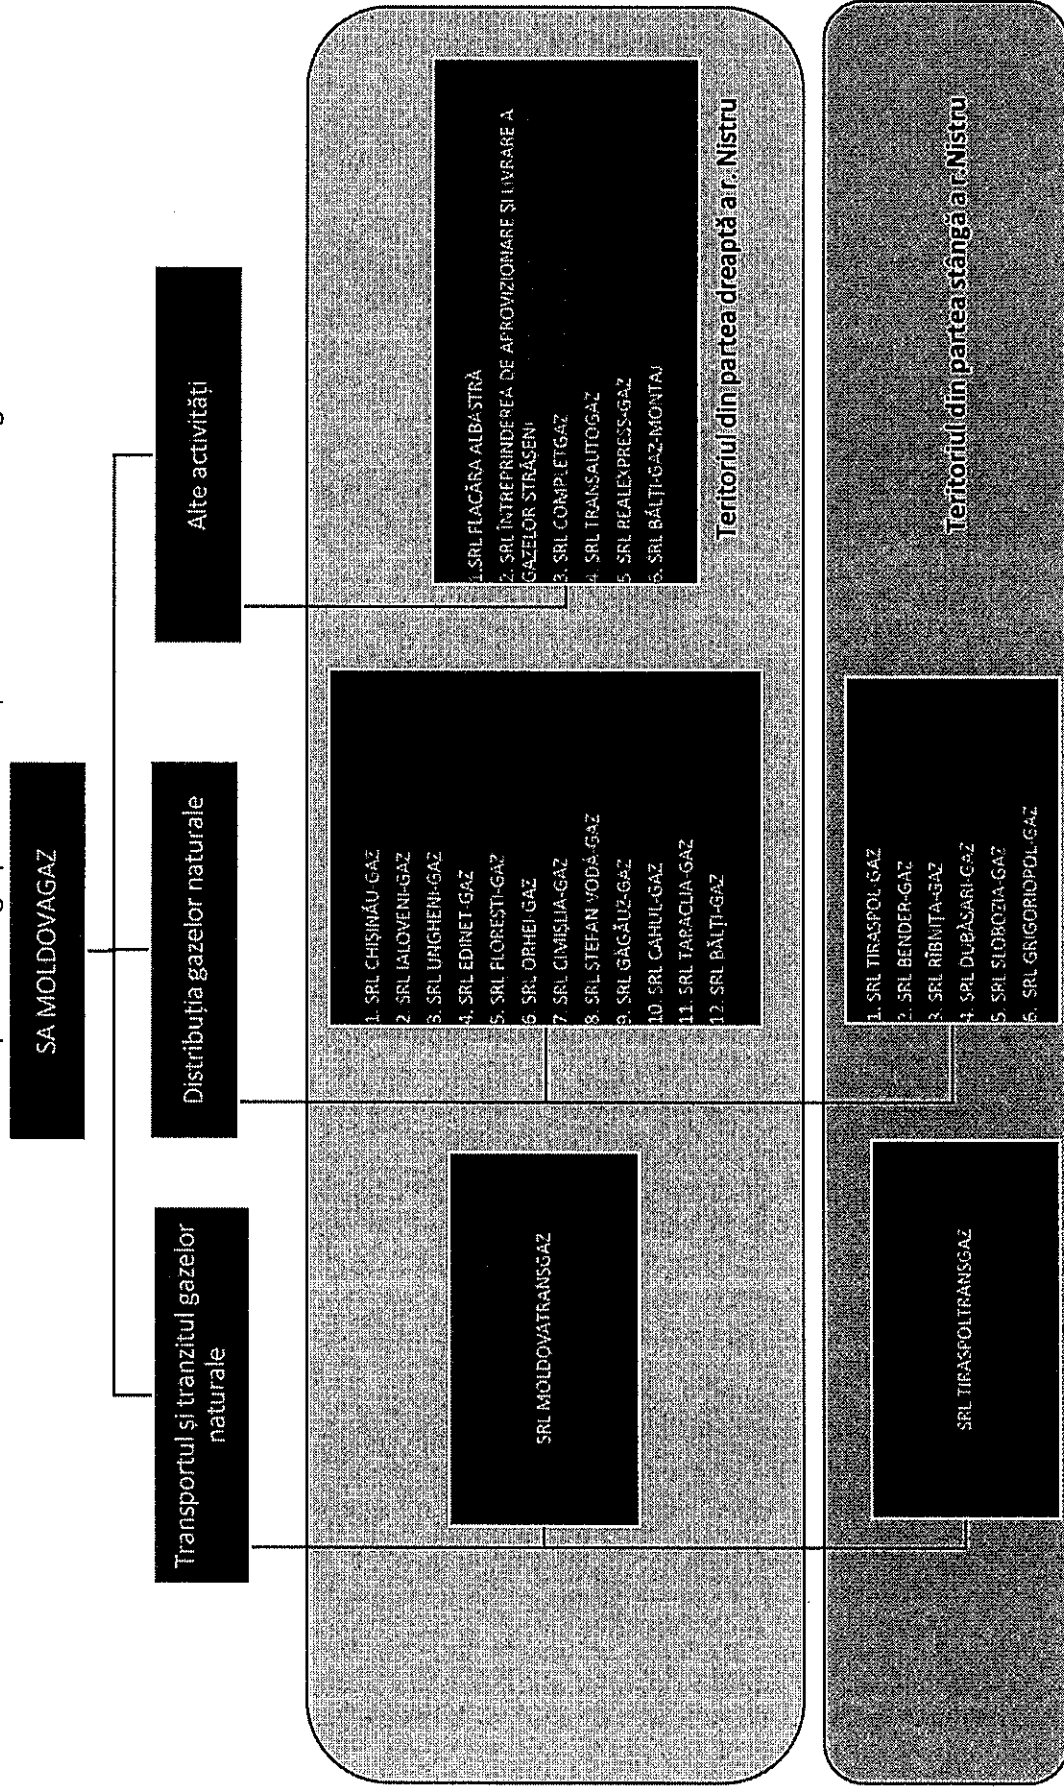 SA MOLDOVAGAZ
Transportul și tranzitul gazelor
naturale
Distribuția gazelor naturale
Alte activități
SRL MOLDOVATRANSGAZ
1. SRL CHIȘINĂU-GAZ
2. SRL IALOVENI-GAZ
3. SRL UNGHENI-GAZ
4. SRL EDINEȚ-GAZ
5. SRL FLOREȘTI-GAZ
6 SRL ORHEI-GAZ
7. SRL CIMIȘLIA-GAZ
8. SRL ȘTEFAN VODĂ-GAZ
9. SRL GĂGĂUZ-GAZ
10. SRL CAHUL-GAZ
11. SRL TARACLIA-GAZ
12. SRL BĂLȚI-GAZ
1.SRL FLACĂRA ALBASTRĂ
2. SRL ÎNTREPRINDEREA DE APROVIZIONARE ȘI LIVRARE A
GAZELOR STRĂȘENI
3. SRL COMPLETGAZ
4. SRL TRANSAUTOGAZ
5 SRL REALEXPRESS-GAZ
6. SRL BĂLȚI-GAZ-MONTAJ
Teritoriul din partea dreaptă a r. Nistru
SRL TIRASPOLTRANSGAZ
1. SRL TIRASPOL-GAZ
2. SRL BENDER-GAZ
3. SRL RÎBNIȚA-GAZ
4. SRL DUBĂSARI-GAZ
5. SRL SLOBOZIA-GAZ
6. SRL GRIGORIOPOL-GAZ
Teritoriul din partea stângă a r.Nistru